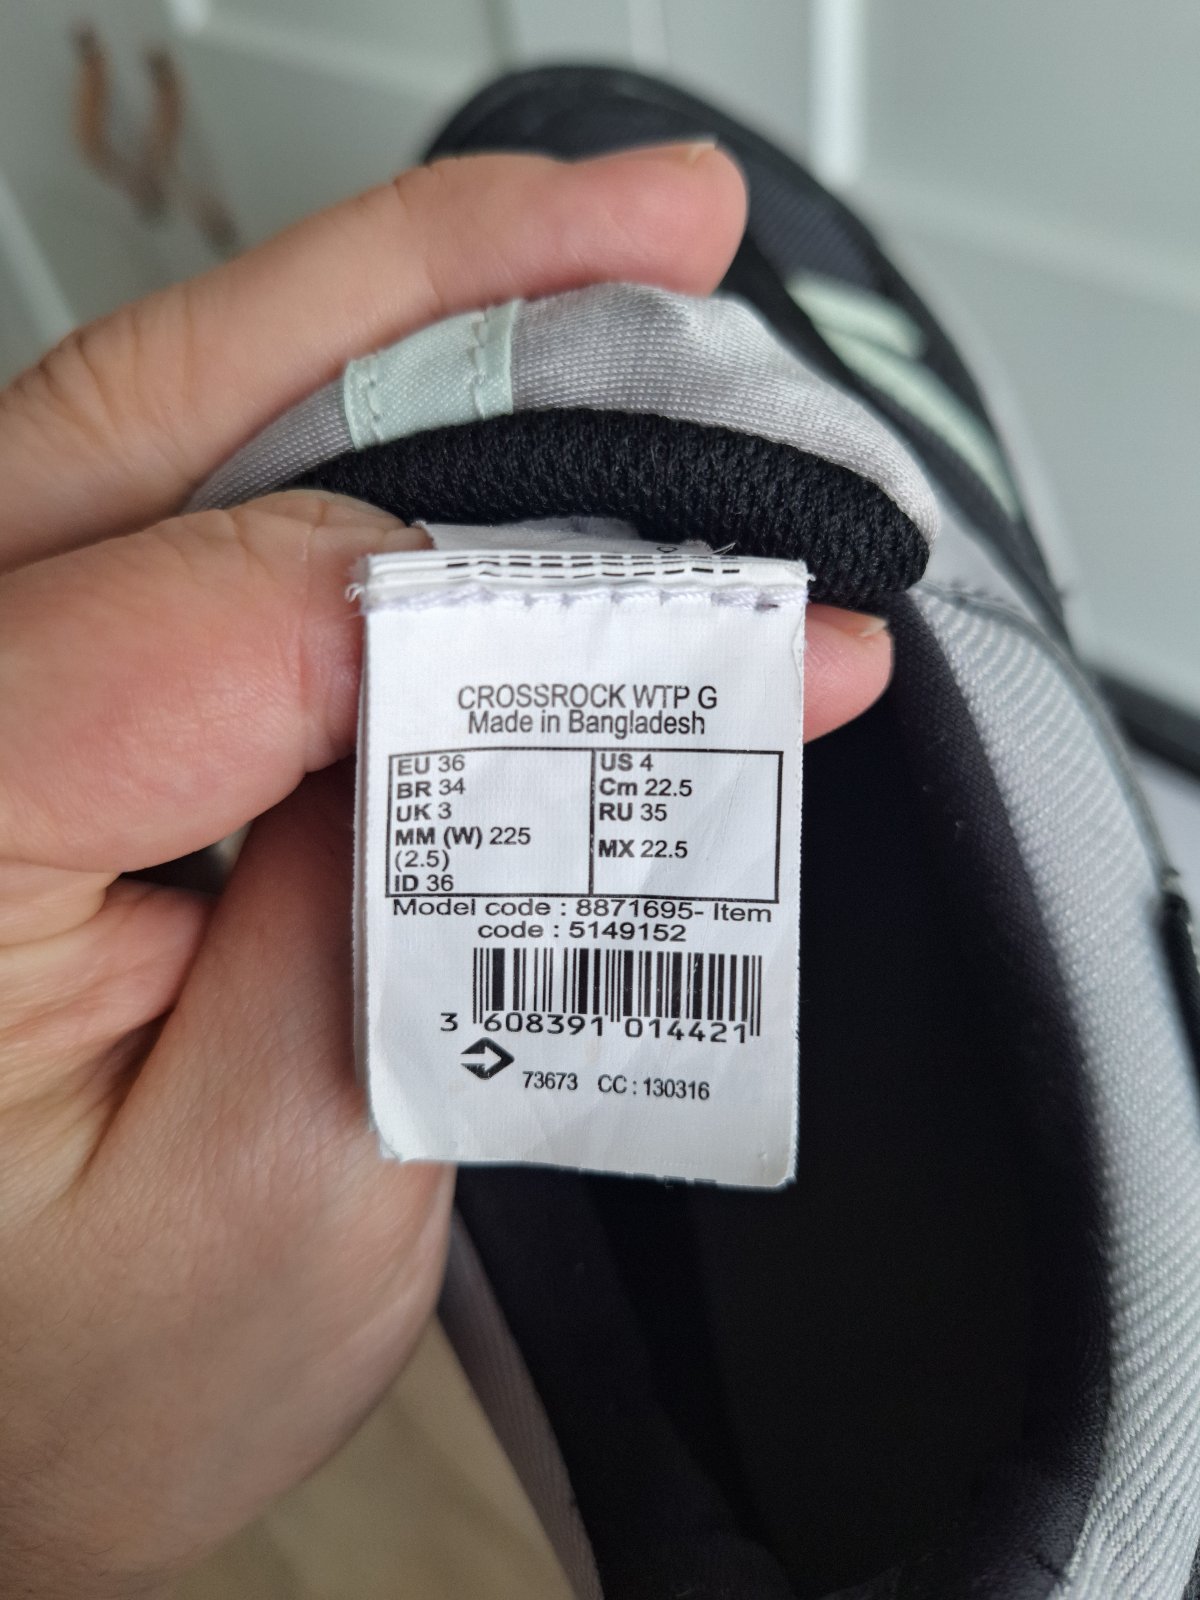 CROSSROCK WTP G
Made in Bangladesh
EU 36
BR 34
UK 3
MM (W) 225
(2.5)
ID 36
US 4
Cm 22.5
RU 35
MX 22.5
Model code : 8871695- Item
code : 5149152
3 608391 014421
73673 CC : 130316